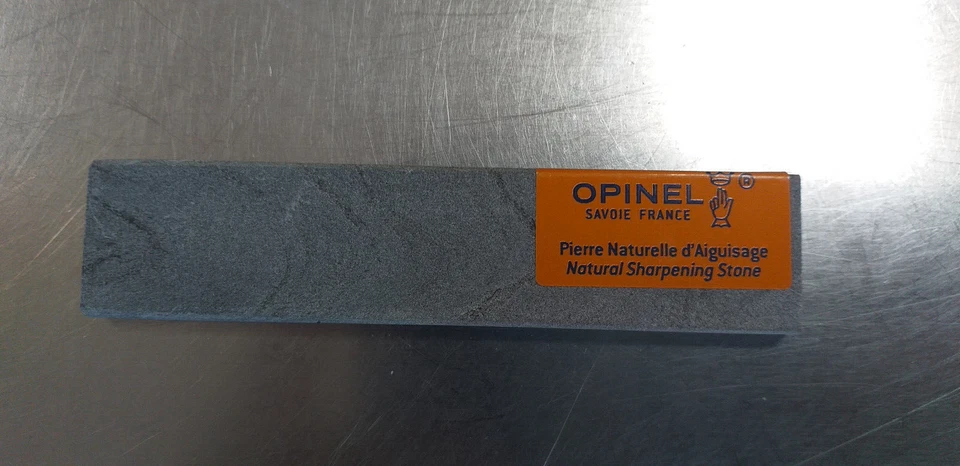 OPINEL ®
SAVOIE FRANCE
Pierre Naturelle d'Aiguisage
Natural Sharpening Stone